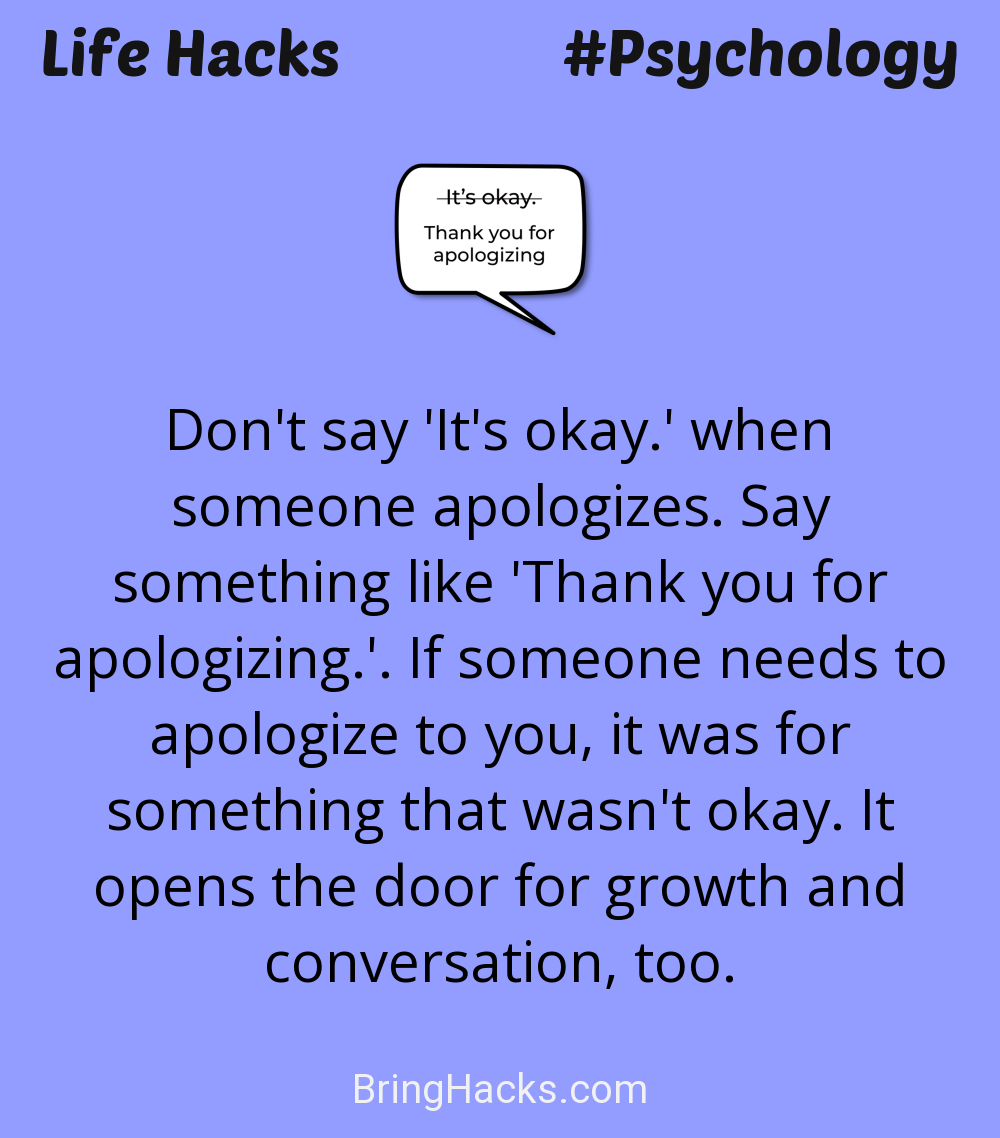 Life Hacks #Psychology
It's okay.
Thank you for
apologizing
Don't say 'It's okay.' when
someone apologizes. Say
something like 'Thank you for
apologizing.'. If someone needs to
apologize to you, it was for
something that wasn't okay. It
opens the door for growth and
conversation, too.
BringHacks.com